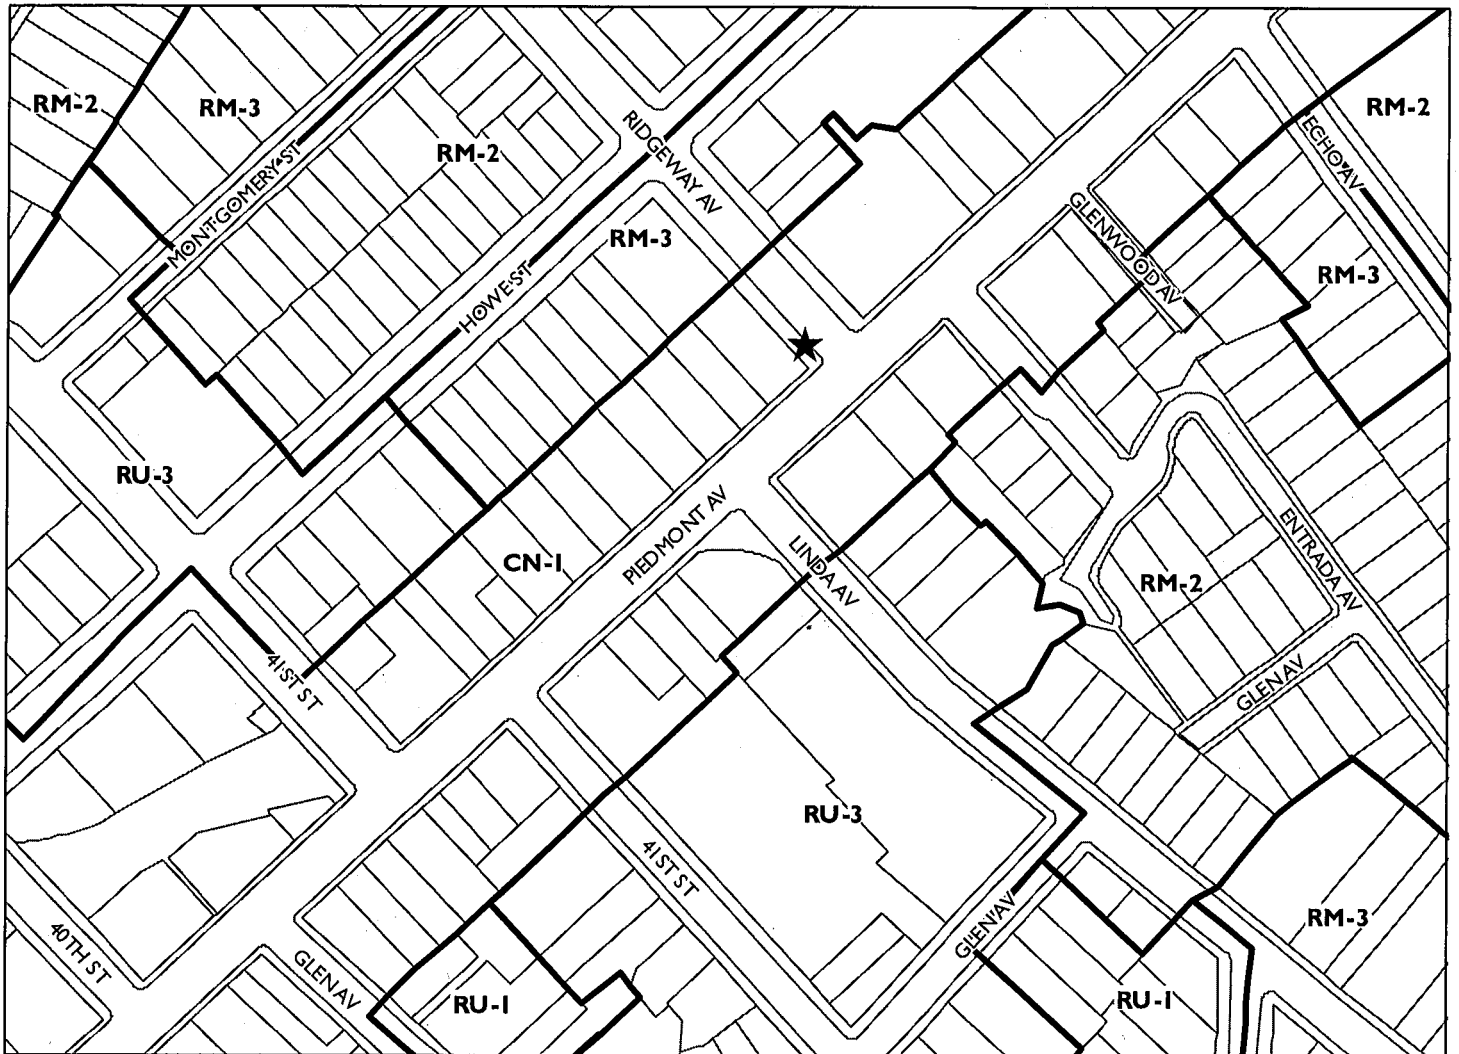 RM-2
RM-3
RM-2
RIDGEWAY AV
RM-2
ECHO AV
MONTGOMERY ST
RM-3
GLENWOOD AV
RM-3
HOWE ST
RU-3
CN-1
PIEDMONT AV
LINDA AV
ENTRADA AV
RM-2
41ST ST
GLEN AV
RU-3
41ST ST
RM-3
GLEN AV
40TH ST
GLEN AV
RU-1
RU-1